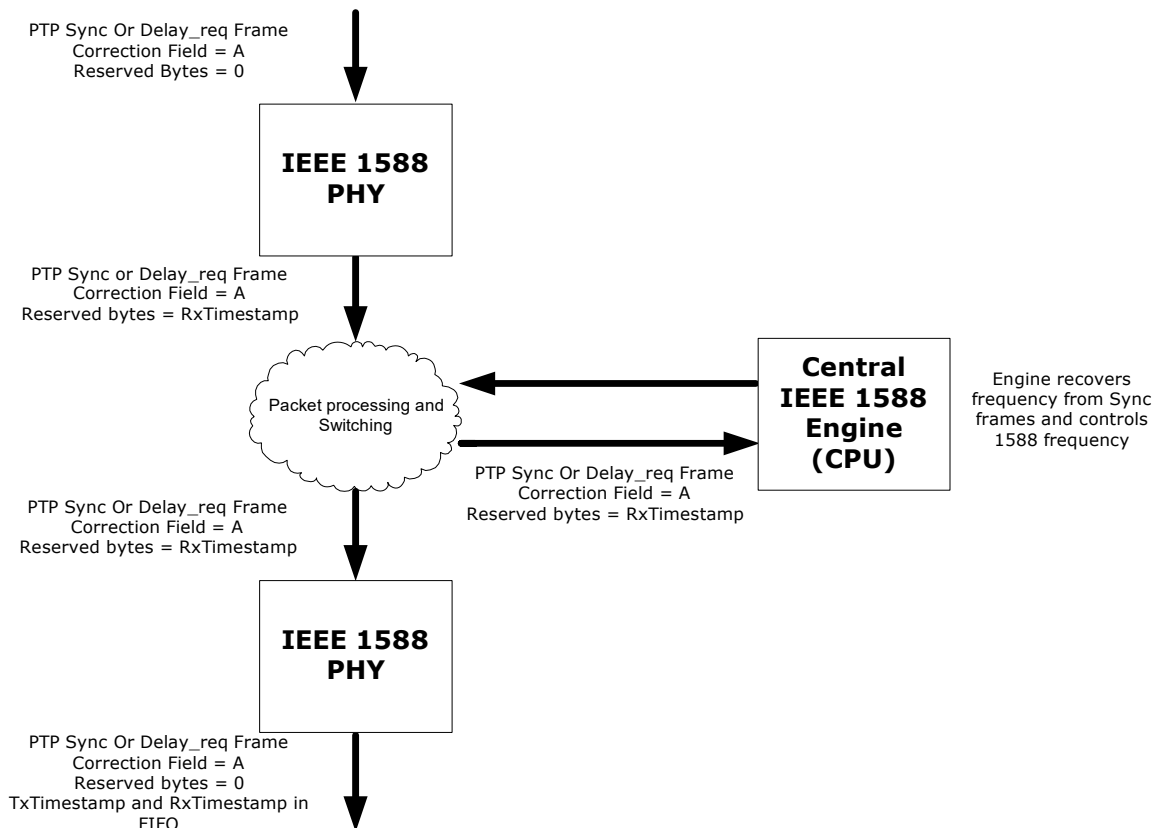 PTP Sync Or Delay_req Frame
Correction Field = A
Reserved Bytes = 0
IEEE 1588
PHY
PTP Sync or Delay_req Frame
Correction Field = A
Reserved bytes = RxTimestamp
Packet processing and
Switching
Central
IEEE 1588
Engine
(CPU)
Engine recovers
frequency from Sync
frames and controls
1588 frequency
PTP Sync Or Delay_req Frame
Correction Field = A
Reserved bytes = RxTimestamp
PTP Sync Or Delay_req Frame
Correction Field = A
Reserved bytes = RxTimestamp
IEEE 1588
PHY
PTP Sync Or Delay_req Frame
Correction Field = A
Reserved bytes = 0
TxTimestamp and RxTimestamp in
FIFO